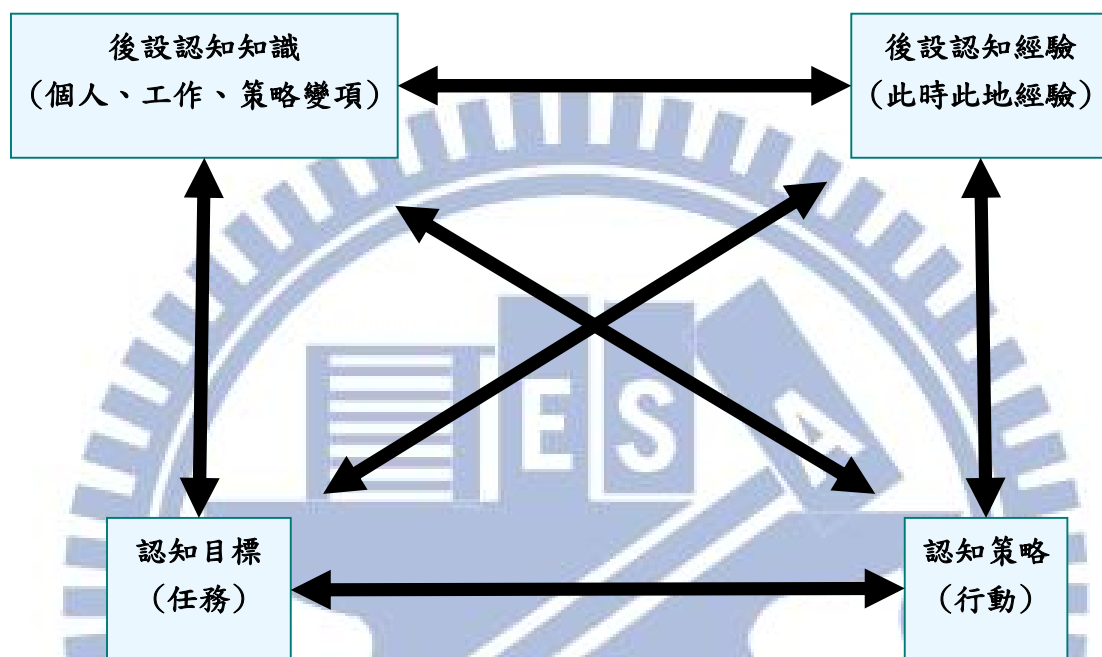 後設認知知識
（個人、工作、策略變項）
後設認知經驗
（此時此地經驗）
E S A
認知目標
（任務）
認知策略
（行動）